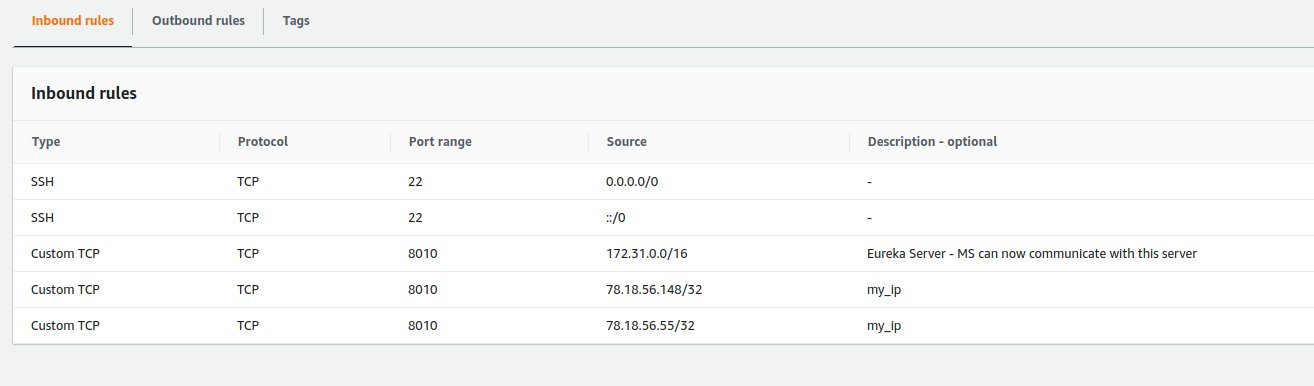 Inbound rules Outbound rules Tags
Inbound rules
Type Protocol Port range Source Description - optional
SSH TCP 22 0.0.0.0/0 -
SSH TCP 22 ::/0 -
Custom TCP TCP 8010 172.31.0.0/16 Eureka Server - MS can now communicate with this server
Custom TCP TCP 8010 78.18.56.148/32 my_ip
Custom TCP TCP 8010 78.18.56.55/32 my_ip